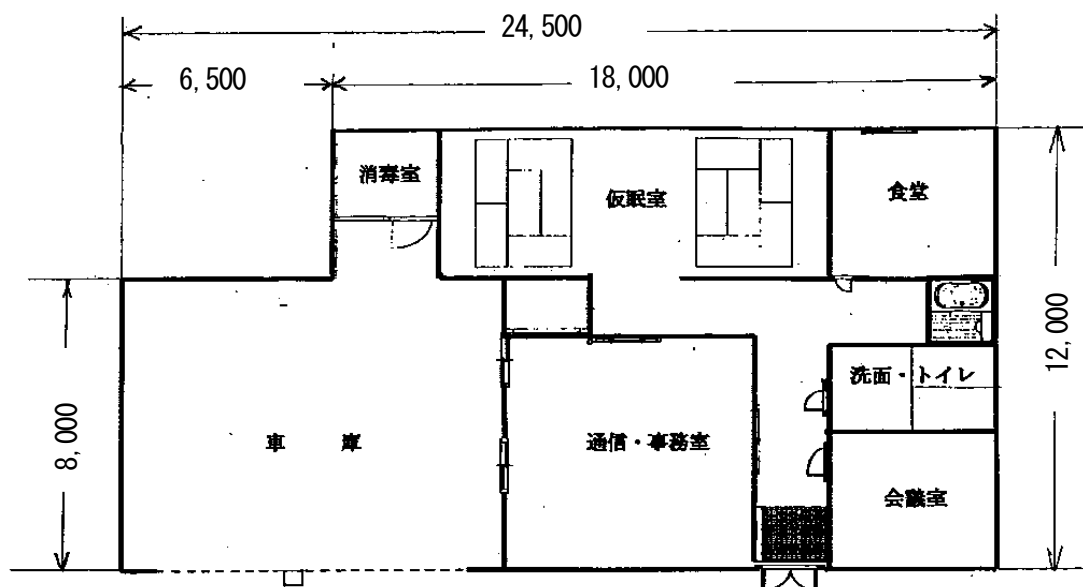 24,500
6,500
18,000
消毒室
仮眠室
食堂
12,000
8,000
洗面・トイレ
車　庫
通信・事務室
会議室